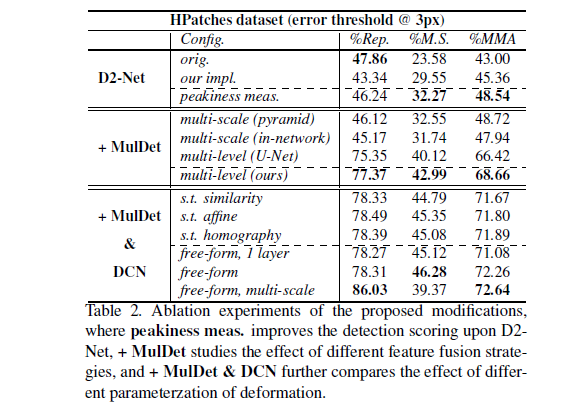 HPatches dataset (error threshold @ 3px)
Config. %Rep. %M.S. %MMA
D2-Net
orig. 47.86 23.58 43.00
our impl. 43.34 29.55 45.36
peakiness meas. 46.24 32.27 48.54
+ MulDet
multi-scale (pyramid) 46.12 32.55 48.72
multi-scale (in-network) 45.17 31.74 47.94
multi-level (U-Net) 75.35 40.12 66.42
multi-level (ours) 77.37 42.99 68.66
+ MulDet
&
DCN
s.t. similarity 78.33 44.79 71.67
s.t. affine 78.49 45.35 71.80
s.t. homography 78.39 45.08 71.89
free-form, 1 layer 78.27 45.12 71.08
free-form 78.31 46.28 72.26
free-form, multi-scale 86.03 39.37 72.64
Table 2. Ablation experiments of the proposed modifications,
where peakiness meas. improves the detection scoring upon D2-
Net, + MulDet studies the effect of different feature fusion strate-
gies, and + MulDet & DCN further compares the effect of differ-
ent parameterzation of deformation.